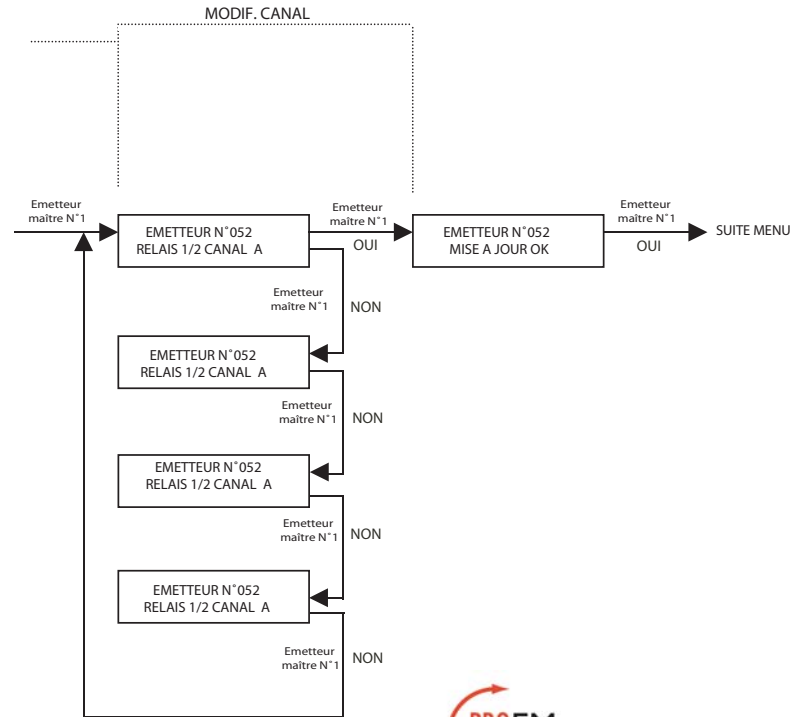 MODIF. CANAL
Emetteur
maître N°1
EMETTEUR N°052
RELAIS 1/2 CANAL A
Emetteur
maître N°1
OUI
EMETTEUR N°052
MISE A JOUR OK
Emetteur
maître N°1
OUI
SUITE MENU
Emetteur
maître N°1
NON
EMETTEUR N°052
RELAIS 1/2 CANAL A
Emetteur
maître N°1
NON
EMETTEUR N°052
RELAIS 1/2 CANAL A
Emetteur
maître N°1
NON
EMETTEUR N°052
RELAIS 1/2 CANAL A
Emetteur
maître N°1
NON